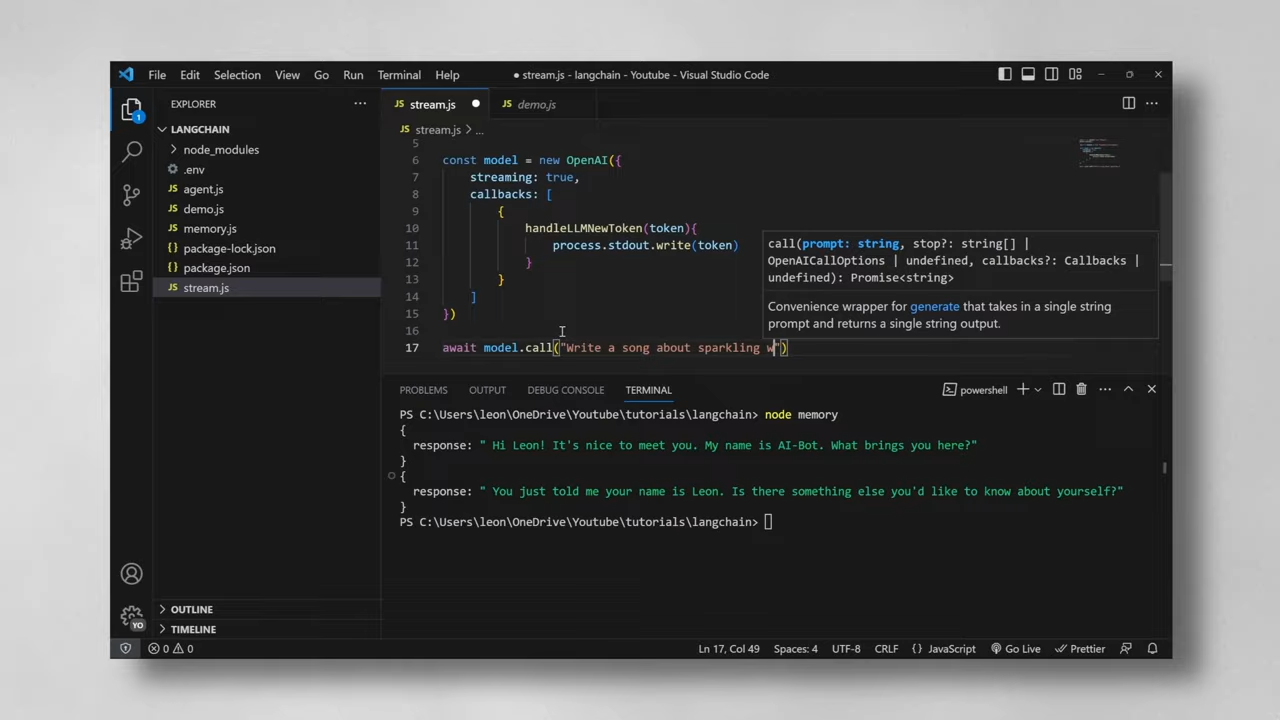 File Edit Selection View Go Run Terminal Help
● stream.js - langchain - Youtube - Visual Studio Code
EXPLORER
LANGCHAIN
node_modules
.env
JS agent.js
JS demo.js
JS memory.js
package-lock.json
package.json
JS stream.js
OUTLINE
TIMELINE
1
YO
JS stream.js ●
JS demo.js
JS stream.js > ...
5
6 const model = new OpenAI({
7 streaming: true,
8 callbacks: [
9 {
10 handleLLMNewToken(token){
11 process.stdout.write(token)
12 }
13 }
14 ]
15 })
16
17 await model.call("Write a song about sparkling w")
call(prompt: string, stop?: string[] |
OpenAICallOptions | undefined, callbacks?: Callbacks |
undefined): Promise<string>
Convenience wrapper for generate that takes in a single string
prompt and returns a single string output.
PROBLEMS OUTPUT DEBUG CONSOLE TERMINAL
powershell
PS C:\Users\leon\OneDrive\Youtube\tutorials\langchain> node memory
{
response: " Hi Leon! It's nice to meet you. My name is AI-Bot. What brings you here?"
}
{
response: " You just told me your name is Leon. Is there something else you'd like to know about yourself?"
}
PS C:\Users\leon\OneDrive\Youtube\tutorials\langchain>
0 0
Ln 17, Col 49 Spaces: 4 UTF-8 CRLF {} JavaScript Go Live Prettier